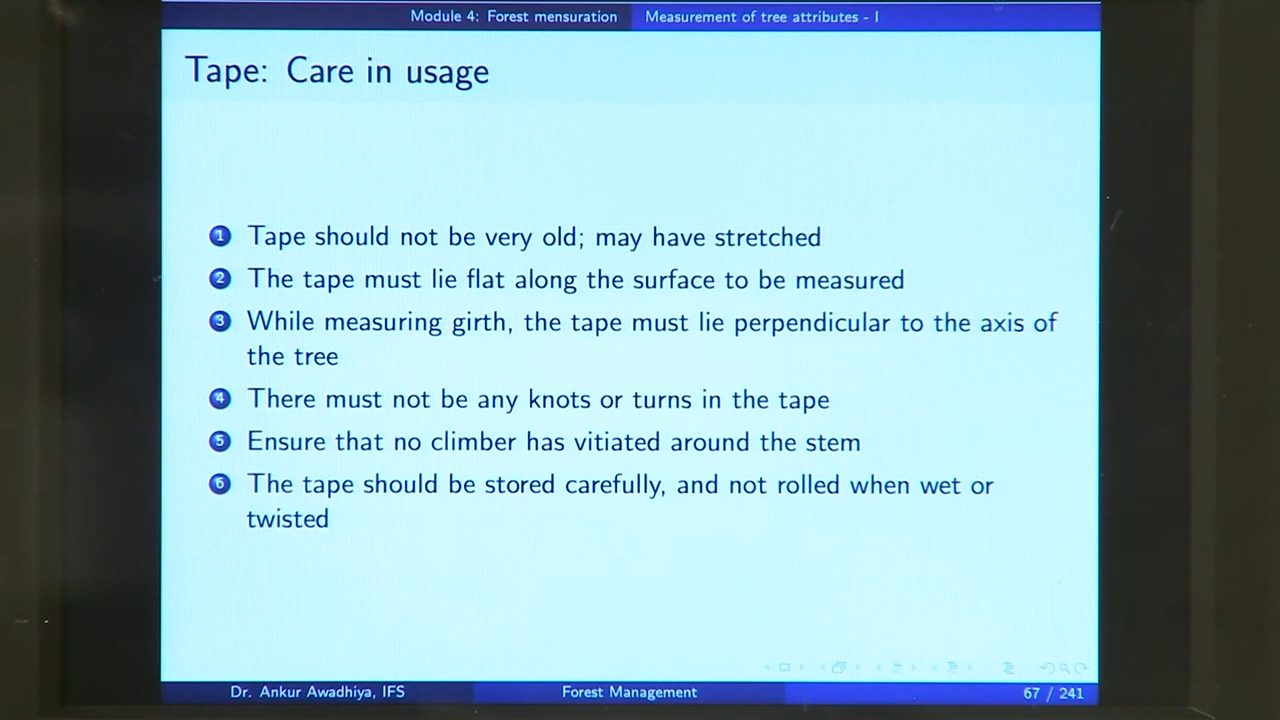 Module 4: Forest mensuration Measurement of tree attributes - I
Tape: Care in usage
1 Tape should not be very old; may have stretched
2 The tape must lie flat along the surface to be measured
3 While measuring girth, the tape must lie perpendicular to the axis of
the tree
4 There must not be any knots or turns in the tape
5 Ensure that no climber has vitiated around the stem
6 The tape should be stored carefully, and not rolled when wet or
twisted
Dr. Ankur Awadhiya, IFS Forest Management 67 / 241